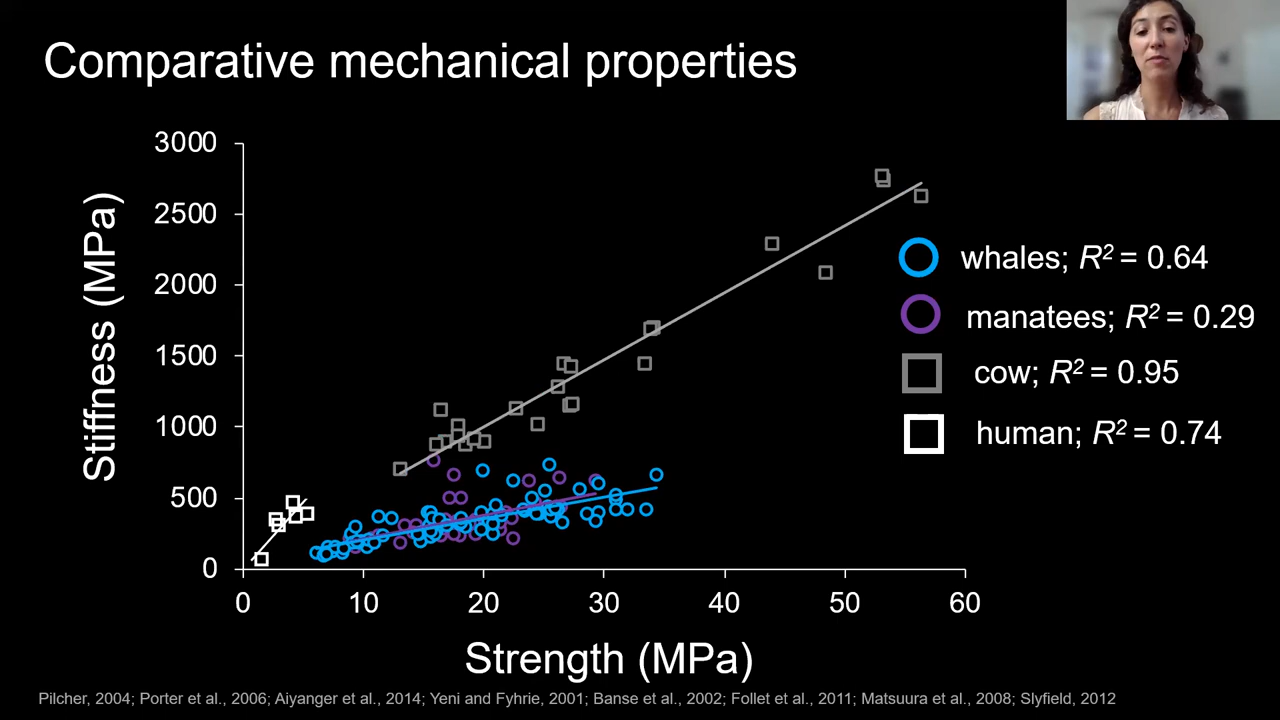 Comparative mechanical properties
3000
2500
2000
1500
1000
500
0
Stiffness (MPa)
0 10 20 30 40 50 60
Strength (MPa)
whales; R² = 0.64
manatees; R² = 0.29
cow; R² = 0.95
human; R² = 0.74
Pilcher, 2004; Porter et al., 2006; Aiyanger et al., 2014; Yeni and Fyhrie, 2001; Banse et al., 2002; Follet et al., 2011; Matsuura et al., 2008; Slyfield, 2012